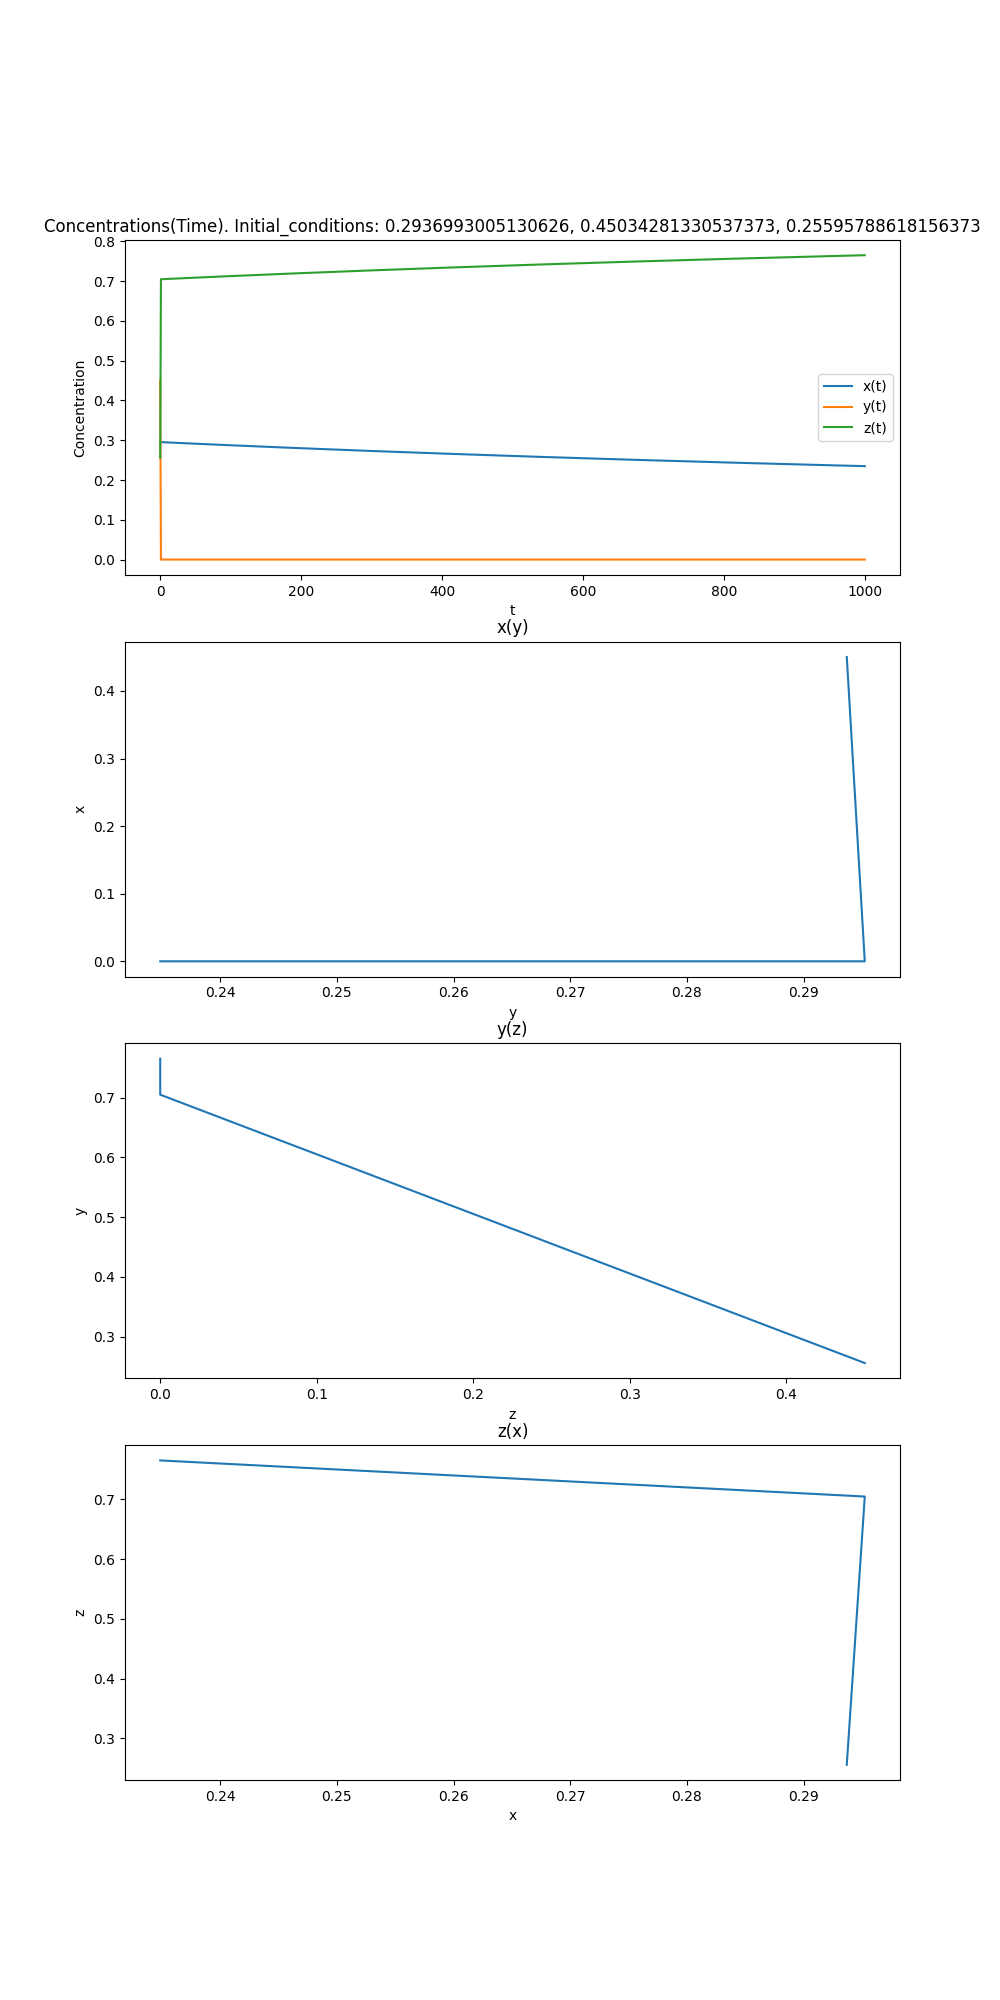 Concentrations(Time). Initial_conditions: 0.2936993005130626, 0.45034281330537373, 0.25595788618156373
0.8
0.7
0.6
0.5
0.4
0.3
0.2
0.1
0.0
Concentration
x(t)
y(t)
z(t)
0 200 400 600 800 1000
t
x(y)
0.4
0.3
0.2
0.1
0.0
x
0.24 0.25 0.26 0.27 0.28 0.29
y
y(z)
0.7
0.6
0.5
0.4
0.3
y
0.0 0.1 0.2 0.3 0.4
z
z(x)
0.7
0.6
0.5
0.4
0.3
z
0.24 0.25 0.26 0.27 0.28 0.29
x